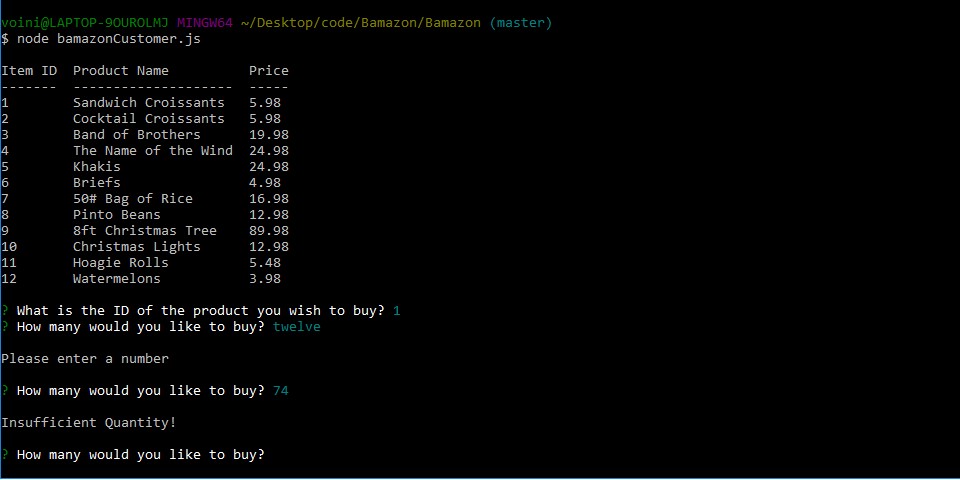 voini@LAPTOP-9OUROLMJ MINGW64 ~/Desktop/code/Bamazon/Bamazon (master)
$ node bamazonCustomer.js
Item ID  Product Name          Price
-------  --------------------  -----
1        Sandwich Croissants   5.98
2        Cocktail Croissants   5.98
3        Band of Brothers      19.98
4        The Name of the Wind  24.98
5        Khakis                24.98
6        Briefs                4.98
7        50# Bag of Rice       16.98
8        Pinto Beans           12.98
9        8ft Christmas Tree    89.98
10       Christmas Lights      12.98
11       Hoagie Rolls          5.48
12       Watermelons           3.98
? What is the ID of the product you wish to buy? 1
? How many would you like to buy? twelve
Please enter a number
? How many would you like to buy? 74
Insufficient Quantity!
? How many would you like to buy?